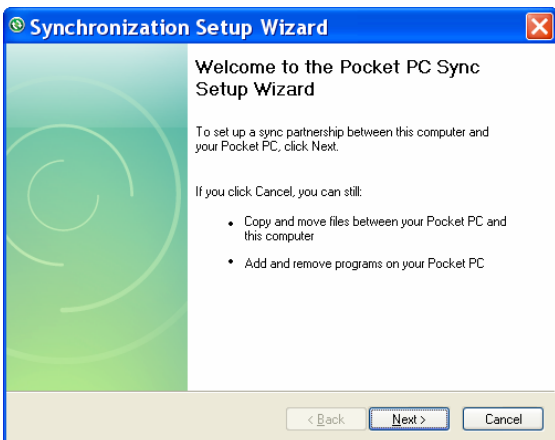 Synchronization Setup Wizard
Welcome to the Pocket PC Sync
Setup Wizard
To set up a sync partnership between this computer and
your Pocket PC, click Next.
If you click Cancel, you can still:
• Copy and move files between your Pocket PC and
this computer
• Add and remove programs on your Pocket PC
< Back Next > Cancel